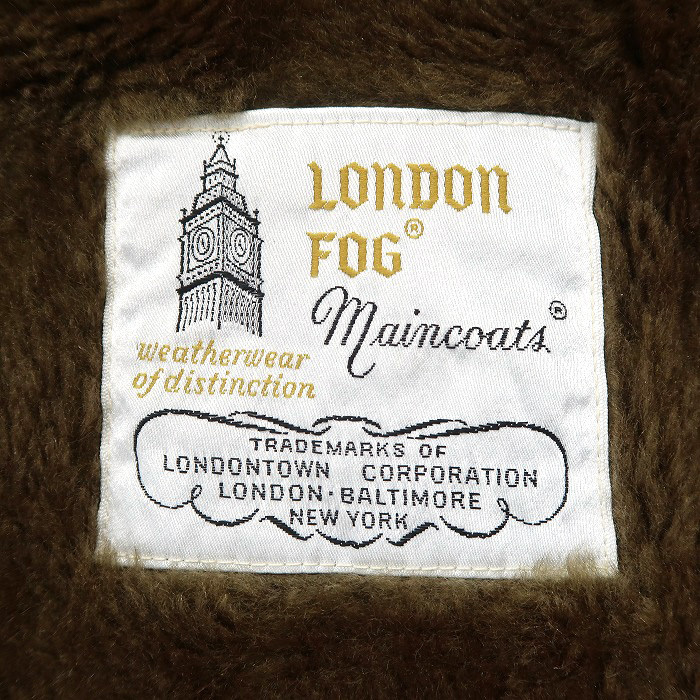 LONDON
FOG®
Maincoats®
weatherwear
of distinction
TRADEMARKS OF
LONDONTOWN CORPORATION
LONDON·BALTIMORE
NEW YORK